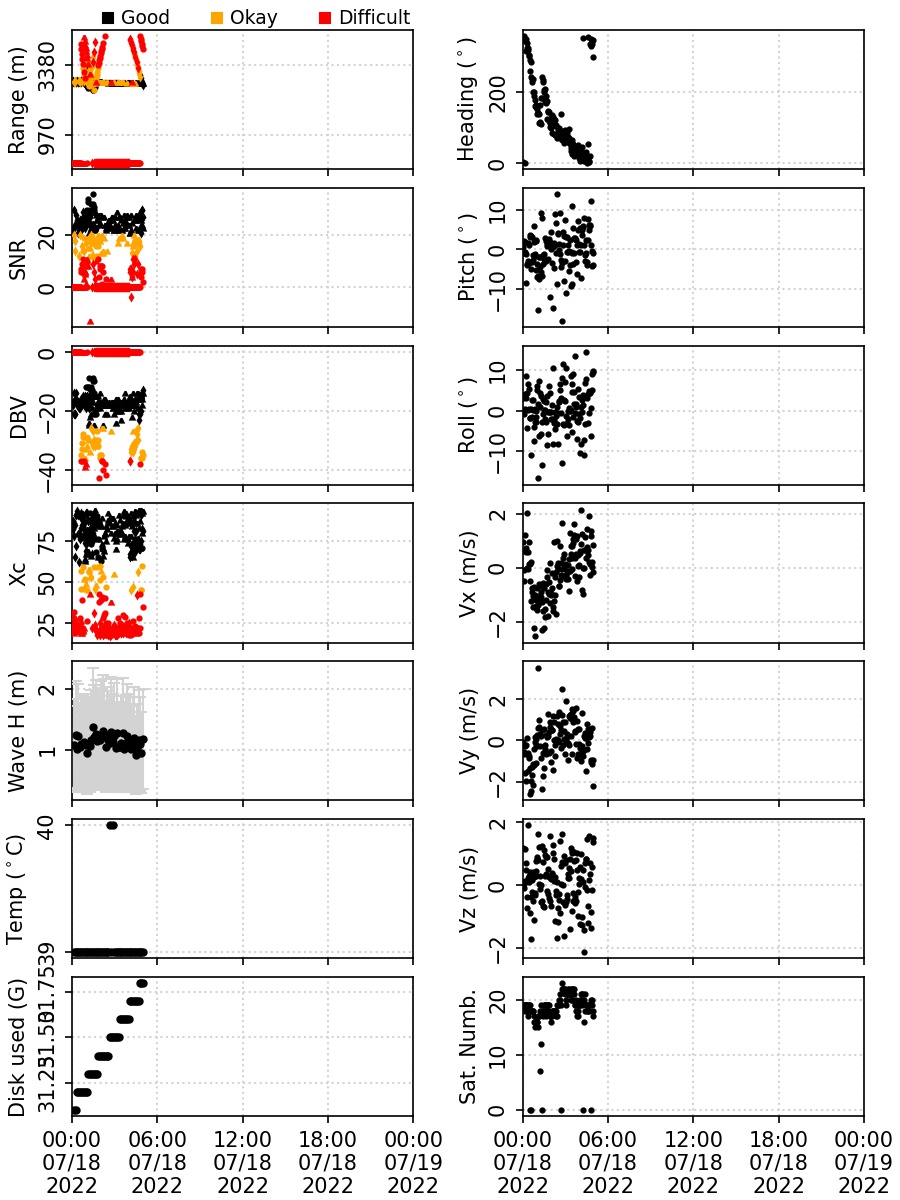 Good Okay Difficult
Range (m)
3380
970
Heading (°)
200
0
SNR
20
0
Pitch (°)
10
0
−10
DBV
0
−20
−40
Roll (°)
10
0
−10
Xc
75
50
25
Vx (m/s)
2
0
−2
Wave H (m)
2
1
Vy (m/s)
2
0
−2
Temp (°C)
40
39
Vz (m/s)
2
0
−2
Disk used (G)
31.75
31.50
31.25
Sat. Numb.
20
10
0
00:00 06:00 12:00 18:00 00:00
07/18 07/18 07/18 07/18 07/19
2022 2022 2022 2022 2022
00:00 06:00 12:00 18:00 00:00
07/18 07/18 07/18 07/18 07/19
2022 2022 2022 2022 2022